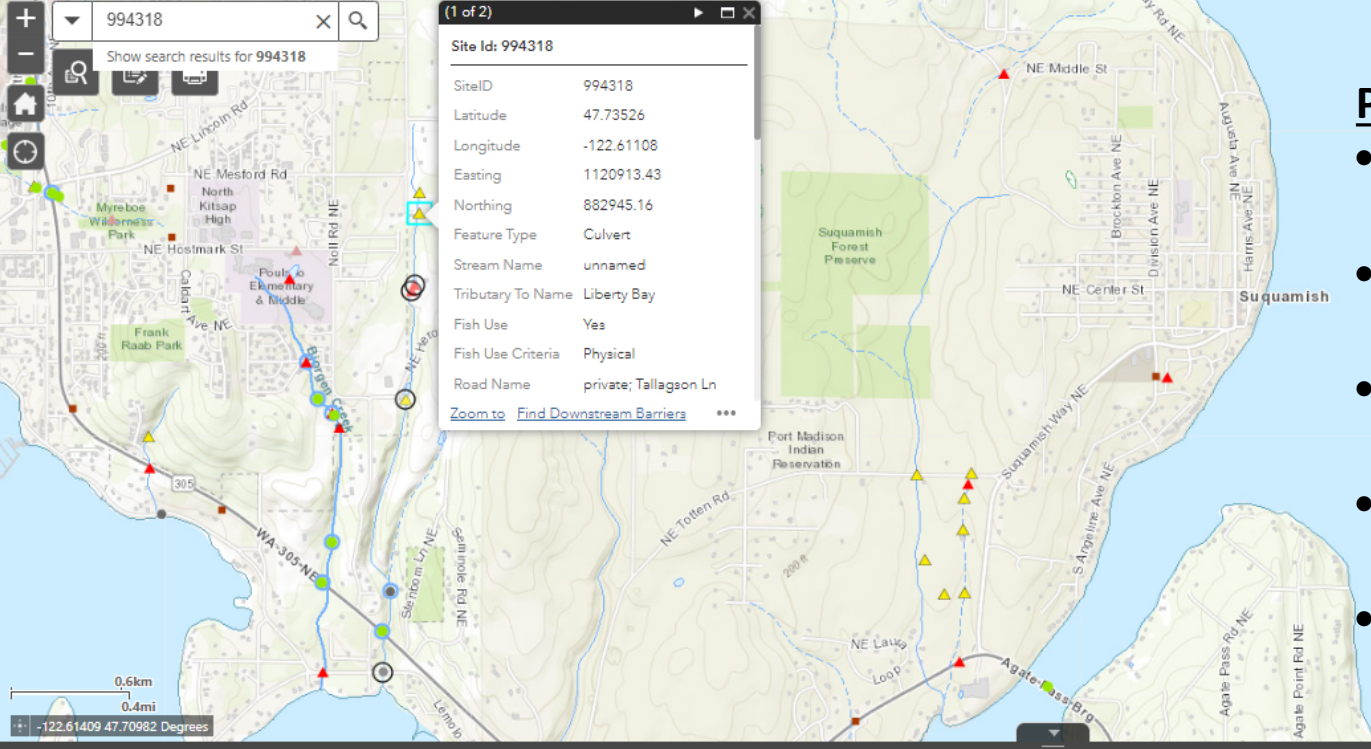 994318
Show search results for 994318
(1 of 2)
Site Id: 994318
SiteID 994318
Latitude 47.73526
Longitude -122.61108
Easting 1120913.43
Northing 882945.16
Feature Type Culvert
Stream Name unnamed
Tributary To Name Liberty Bay
Fish Use Yes
Fish Use Criteria Physical
Road Name private; Tallagson Ln
Zoom to Find Downstream Barriers •••
NE Lincoln Rd
NE Mesford Rd
North
Kitsap
High
Noll Rd NE
Myreboe
Wilderness
Park
NE Hostmark St
Caldart Ave NE
Poulsbo
Elementary
& Middle
Frank
Raab Park
200 ft
Bjorgen Creek
305
WA-305-NE
Stenbom Ln NE
Seminole Rd NE
NE Middle St
Augusta Ave NE
Brockton Ave NE
Division Ave NE
Harris Ave NE
Suquamish
Forest
Preserve
NE Center St
Suquamish
Suquamish Way NE
Port Madison
Indian
Reservation
NE Totten Rd
S Angeline Ave NE
200 ft
NE Laura
Loop
Agate-Pass-Brg
Agate Pass Rd NE
Agate Point Rd NE
0.6km
0.4mi
-122.61409 47.70982 Degrees